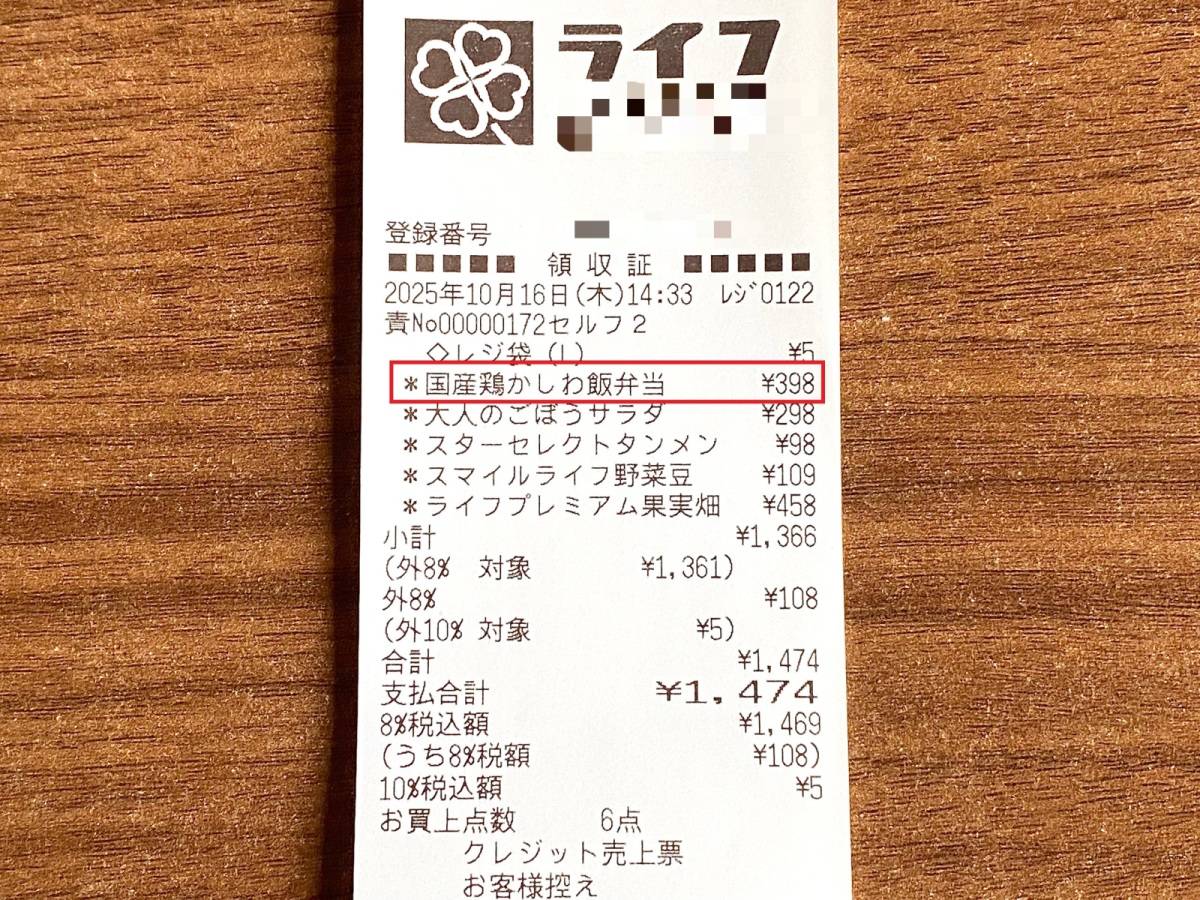 ライフ
登録番号
■■■■■ 領収証 ■■■■■
2025年10月16日(木)14:33 ﾚｼﾞ0122
責No00000172セルフ2
◇レジ袋(L) ¥5
*国産鶏かしわ飯弁当 ¥398
*大人のごぼうサラダ ¥298
*スターセレクトタンメン ¥98
*スマイルライフ野菜豆 ¥109
*ライフプレミアム果実畑 ¥458
小計 ¥1,366
(外8% 対象 ¥1,361)
外8% ¥108
(外10% 対象 ¥5)
合計 ¥1,474
支払合計 ¥1,474
8%税込額 ¥1,469
(うち8%税額 ¥108)
10%税込額 ¥5
お買上点数 6点
クレジット売上票
お客様控え